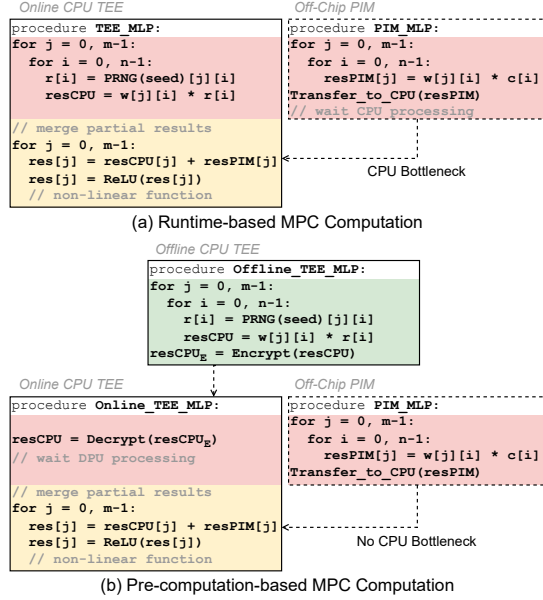 Online CPU TEE
procedure TEE_MLP:
for j = 0, m-1:
for i = 0, n-1:
r[i] = PRNG(seed)[j][i]
resCPU = w[j][i] * r[i]
// merge partial results
for j = 0, m-1:
res[j] = resCPU[j] + resPIM[j]
res[j] = ReLU(res[j])
// non-linear function
Off-Chip PIM
procedure PIM_MLP:
for j = 0, m-1:
for i = 0, n-1:
resPIM[j] = w[j][i] * c[i]
Transfer_to_CPU(resPIM)
// wait CPU processing
CPU Bottleneck
(a) Runtime-based MPC Computation
Offline CPU TEE
procedure Offline_TEE_MLP:
for j = 0, m-1:
for i = 0, n-1:
r[i] = PRNG(seed)[j][i]
resCPU = w[j][i] * r[i]
resCPU_E = Encrypt(resCPU)
Online CPU TEE
procedure Online_TEE_MLP:
resCPU = Decrypt(resCPU_E)
// wait DPU processing
// merge partial results
for j = 0, m-1:
res[j] = resCPU[j] + resPIM[j]
res[j] = ReLU(res[j])
// non-linear function
Off-Chip PIM
procedure PIM_MLP:
for j = 0, m-1:
for i = 0, n-1:
resPIM[j] = w[j][i] * c[i]
Transfer_to_CPU(resPIM)
No CPU Bottleneck
(b) Pre-computation-based MPC Computation